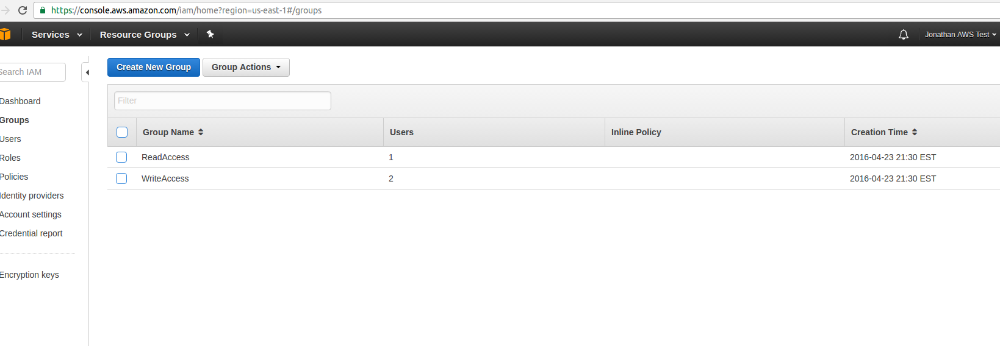 https://console.aws.amazon.com/iam/home?region=us-east-1#/groups
Services Resource Groups Jonathan AWS Test
Search IAM
Dashboard
Groups
Users
Roles
Policies
Identity providers
Account settings
Credential report
Encryption keys
Create New Group Group Actions
Filter
Group Name Users Inline Policy Creation Time
ReadAccess 1 2016-04-23 21:30 EST
WriteAccess 2 2016-04-23 21:30 EST